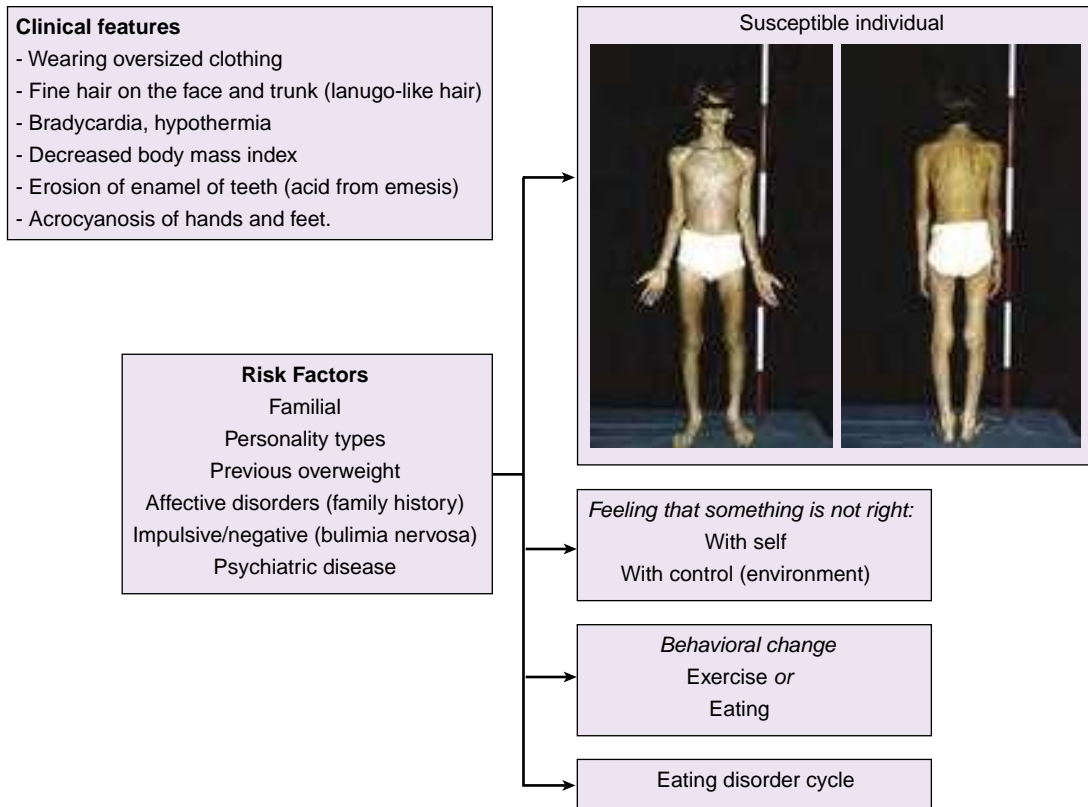 Clinical features
- Wearing oversized clothing
- Fine hair on the face and trunk (lanugo-like hair)
- Bradycardia, hypothermia
- Decreased body mass index
- Erosion of enamel of teeth (acid from emesis)
- Acrocyanosis of hands and feet.
Susceptible individual
Risk Factors
Familial
Personality types
Previous overweight
Affective disorders (family history)
Impulsive/negative (bulimia nervosa)
Psychiatric disease
Feeling that something is not right:
With self
With control (environment)
Behavioral change
Exercise or
Eating
Eating disorder cycle